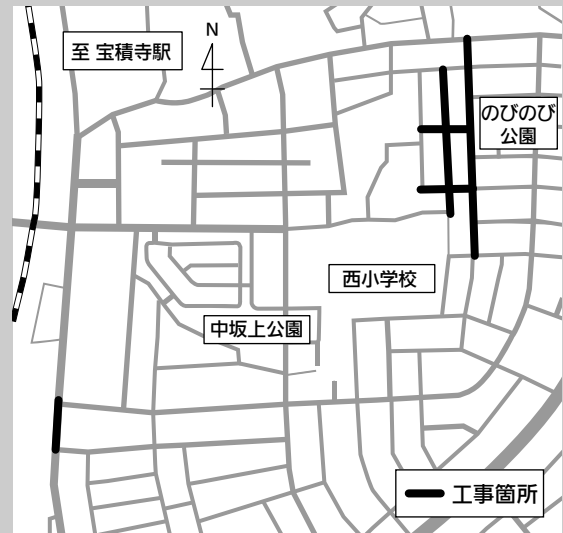 至 宝積寺駅
N
のびのび
公園
西小学校
中坂上公園
工事箇所